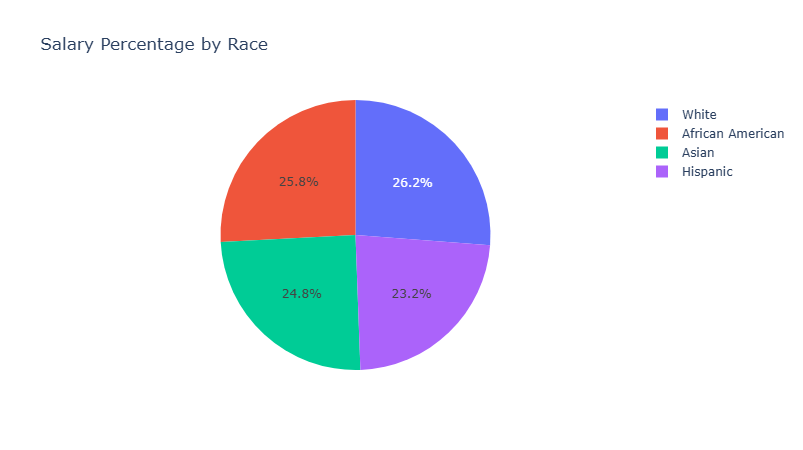 Salary Percentage by Race
White
African American
Asian
Hispanic
25.8%
26.2%
24.8%
23.2%